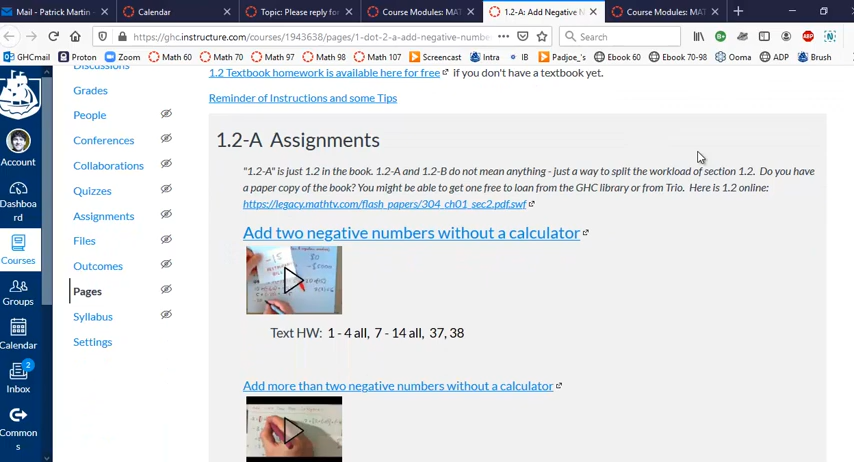 Mail - Patrick Martin -
Calendar
Topic: Please reply fo
Course Modules: MAT
1.2-A: Add Negative N
Course Modules: MAT
https://ghc.instructure.com/courses/1943638/pages/1-dot-2-a-add-negative-numbe
Search
GHCmail
Proton
Zoom
Math 60
Math 70
Math 97
Math 98
Math 107
Screencast
Intra
IB
Padjoe_'s
Ebook 60
Ebook 70-98
Ooma
ADP
Brush
Account
Dashboa
rd
Courses
Groups
Calendar
2
Inbox
Common
s
Discussions
Grades
People
Conferences
Collaborations
Quizzes
Assignments
Files
Outcomes
Pages
Syllabus
Settings
1.2 Textbook homework is available here for free if you don't have a textbook yet.
Reminder of Instructions and some Tips
1.2-A Assignments
"1.2-A" is just 1.2 in the book. 1.2-A and 1.2-B do not mean anything - just a way to split the workload of section 1.2. Do you have
a paper copy of the book? You might be able to get one free to loan from the GHC library or from Trio. Here is 1.2 online:
https://legacy.mathtv.com/flash_papers/304_ch01_sec2.pdf.swf
Add two negative numbers without a calculator
-15
30
Text HW: 1 - 4 all, 7 - 14 all, 37, 38
Add more than two negative numbers without a calculator